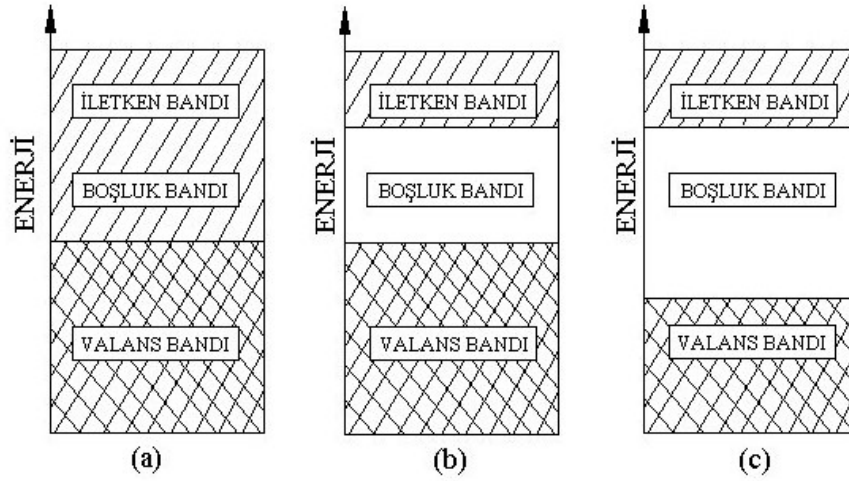 ENERJİ
İLETKEN BANDI
BOŞLUK BANDI
VALANS BANDI
(a)
ENERJİ
İLETKEN BANDI
BOŞLUK BANDI
VALANS BANDI
(b)
ENERJİ
İLETKEN BANDI
BOŞLUK BANDI
VALANS BANDI
(c)